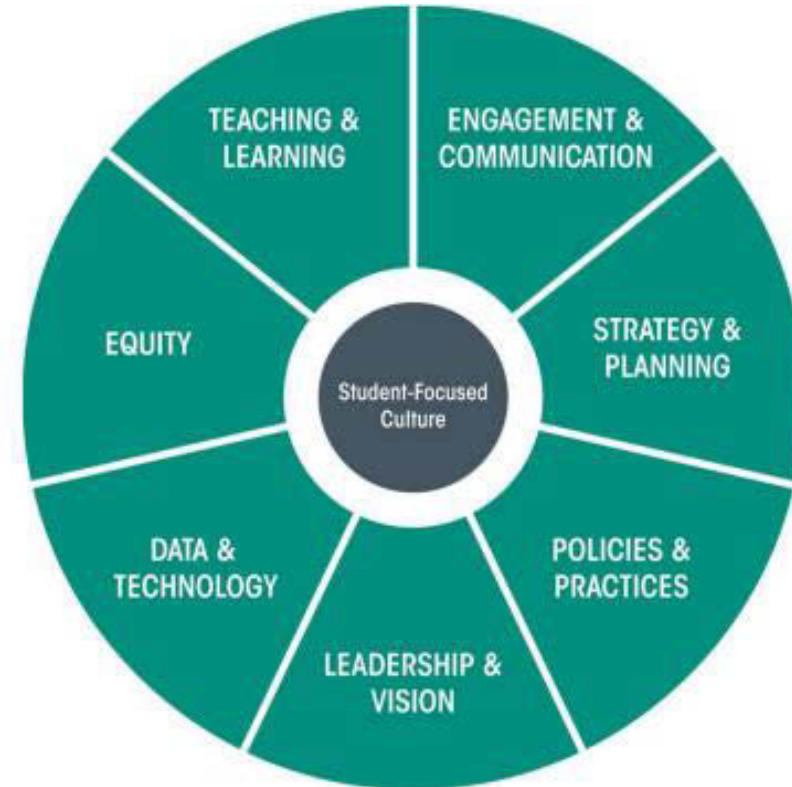 TEACHING &
LEARNING
ENGAGEMENT &
COMMUNICATION
EQUITY
STRATEGY &
PLANNING
Student-Focused
Culture
DATA &
TECHNOLOGY
POLICIES &
PRACTICES
LEADERSHIP &
VISION